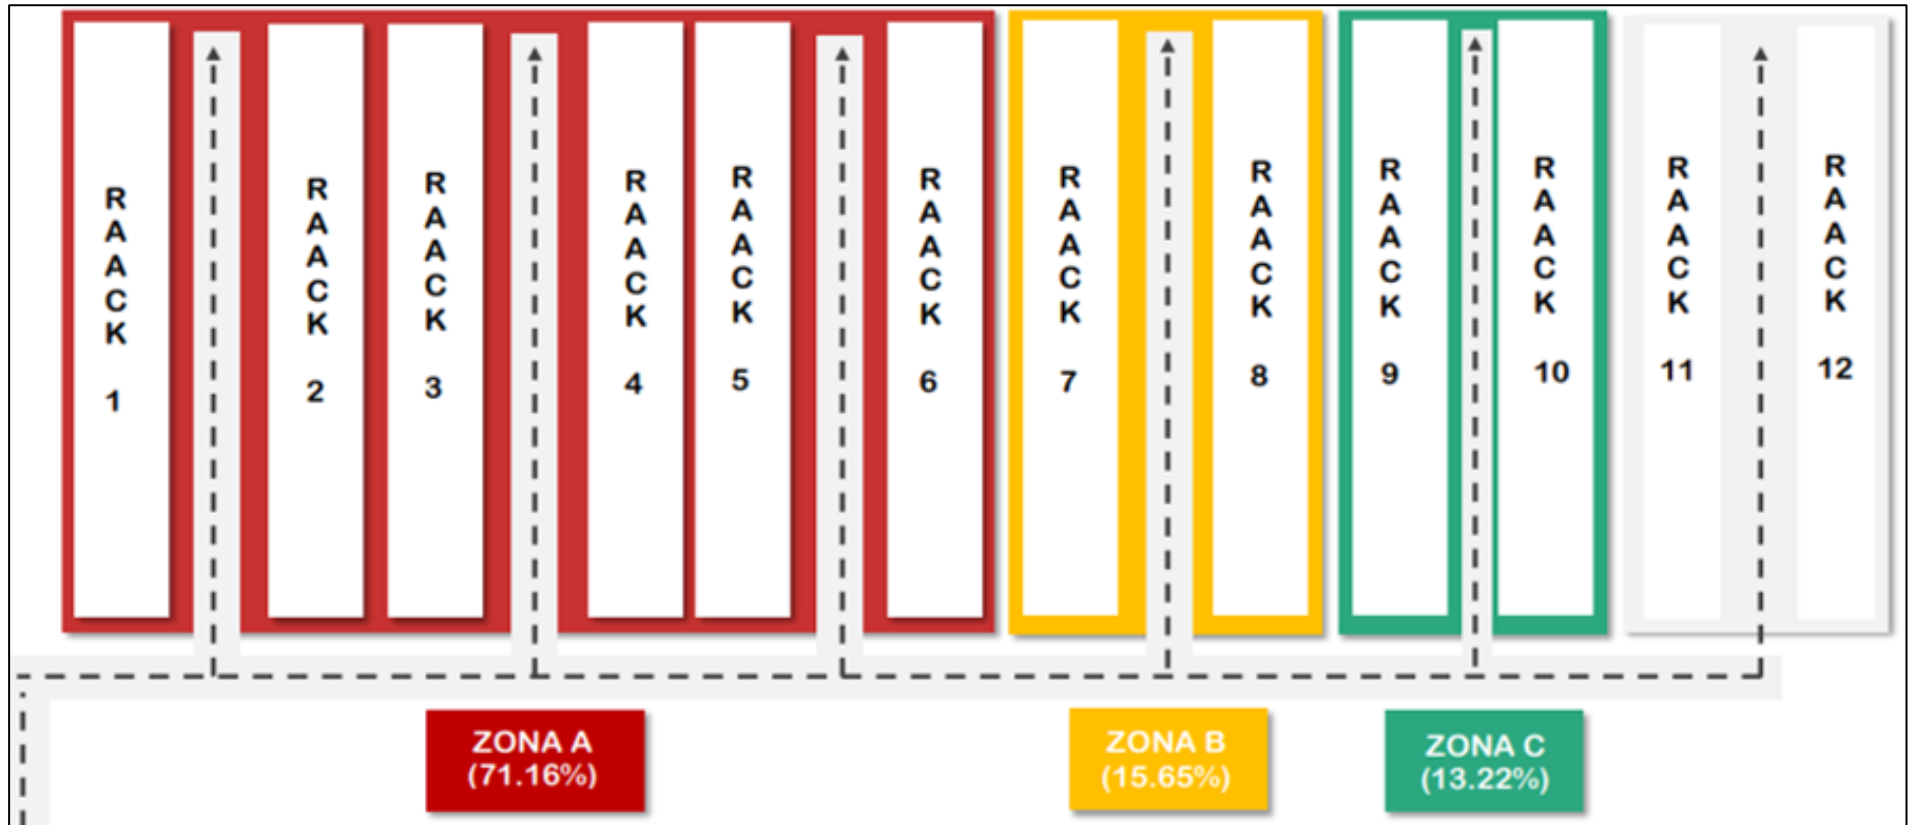 RAACK 1
RAACK 2
RAACK 3
RAACK 4
RAACK 5
RAACK 6
RAACK 7
RAACK 8
RAACK 9
RAACK 10
RAACK 11
RAACK 12
ZONA A
(71.16%)
ZONA B
(15.65%)
ZONA C
(13.22%)